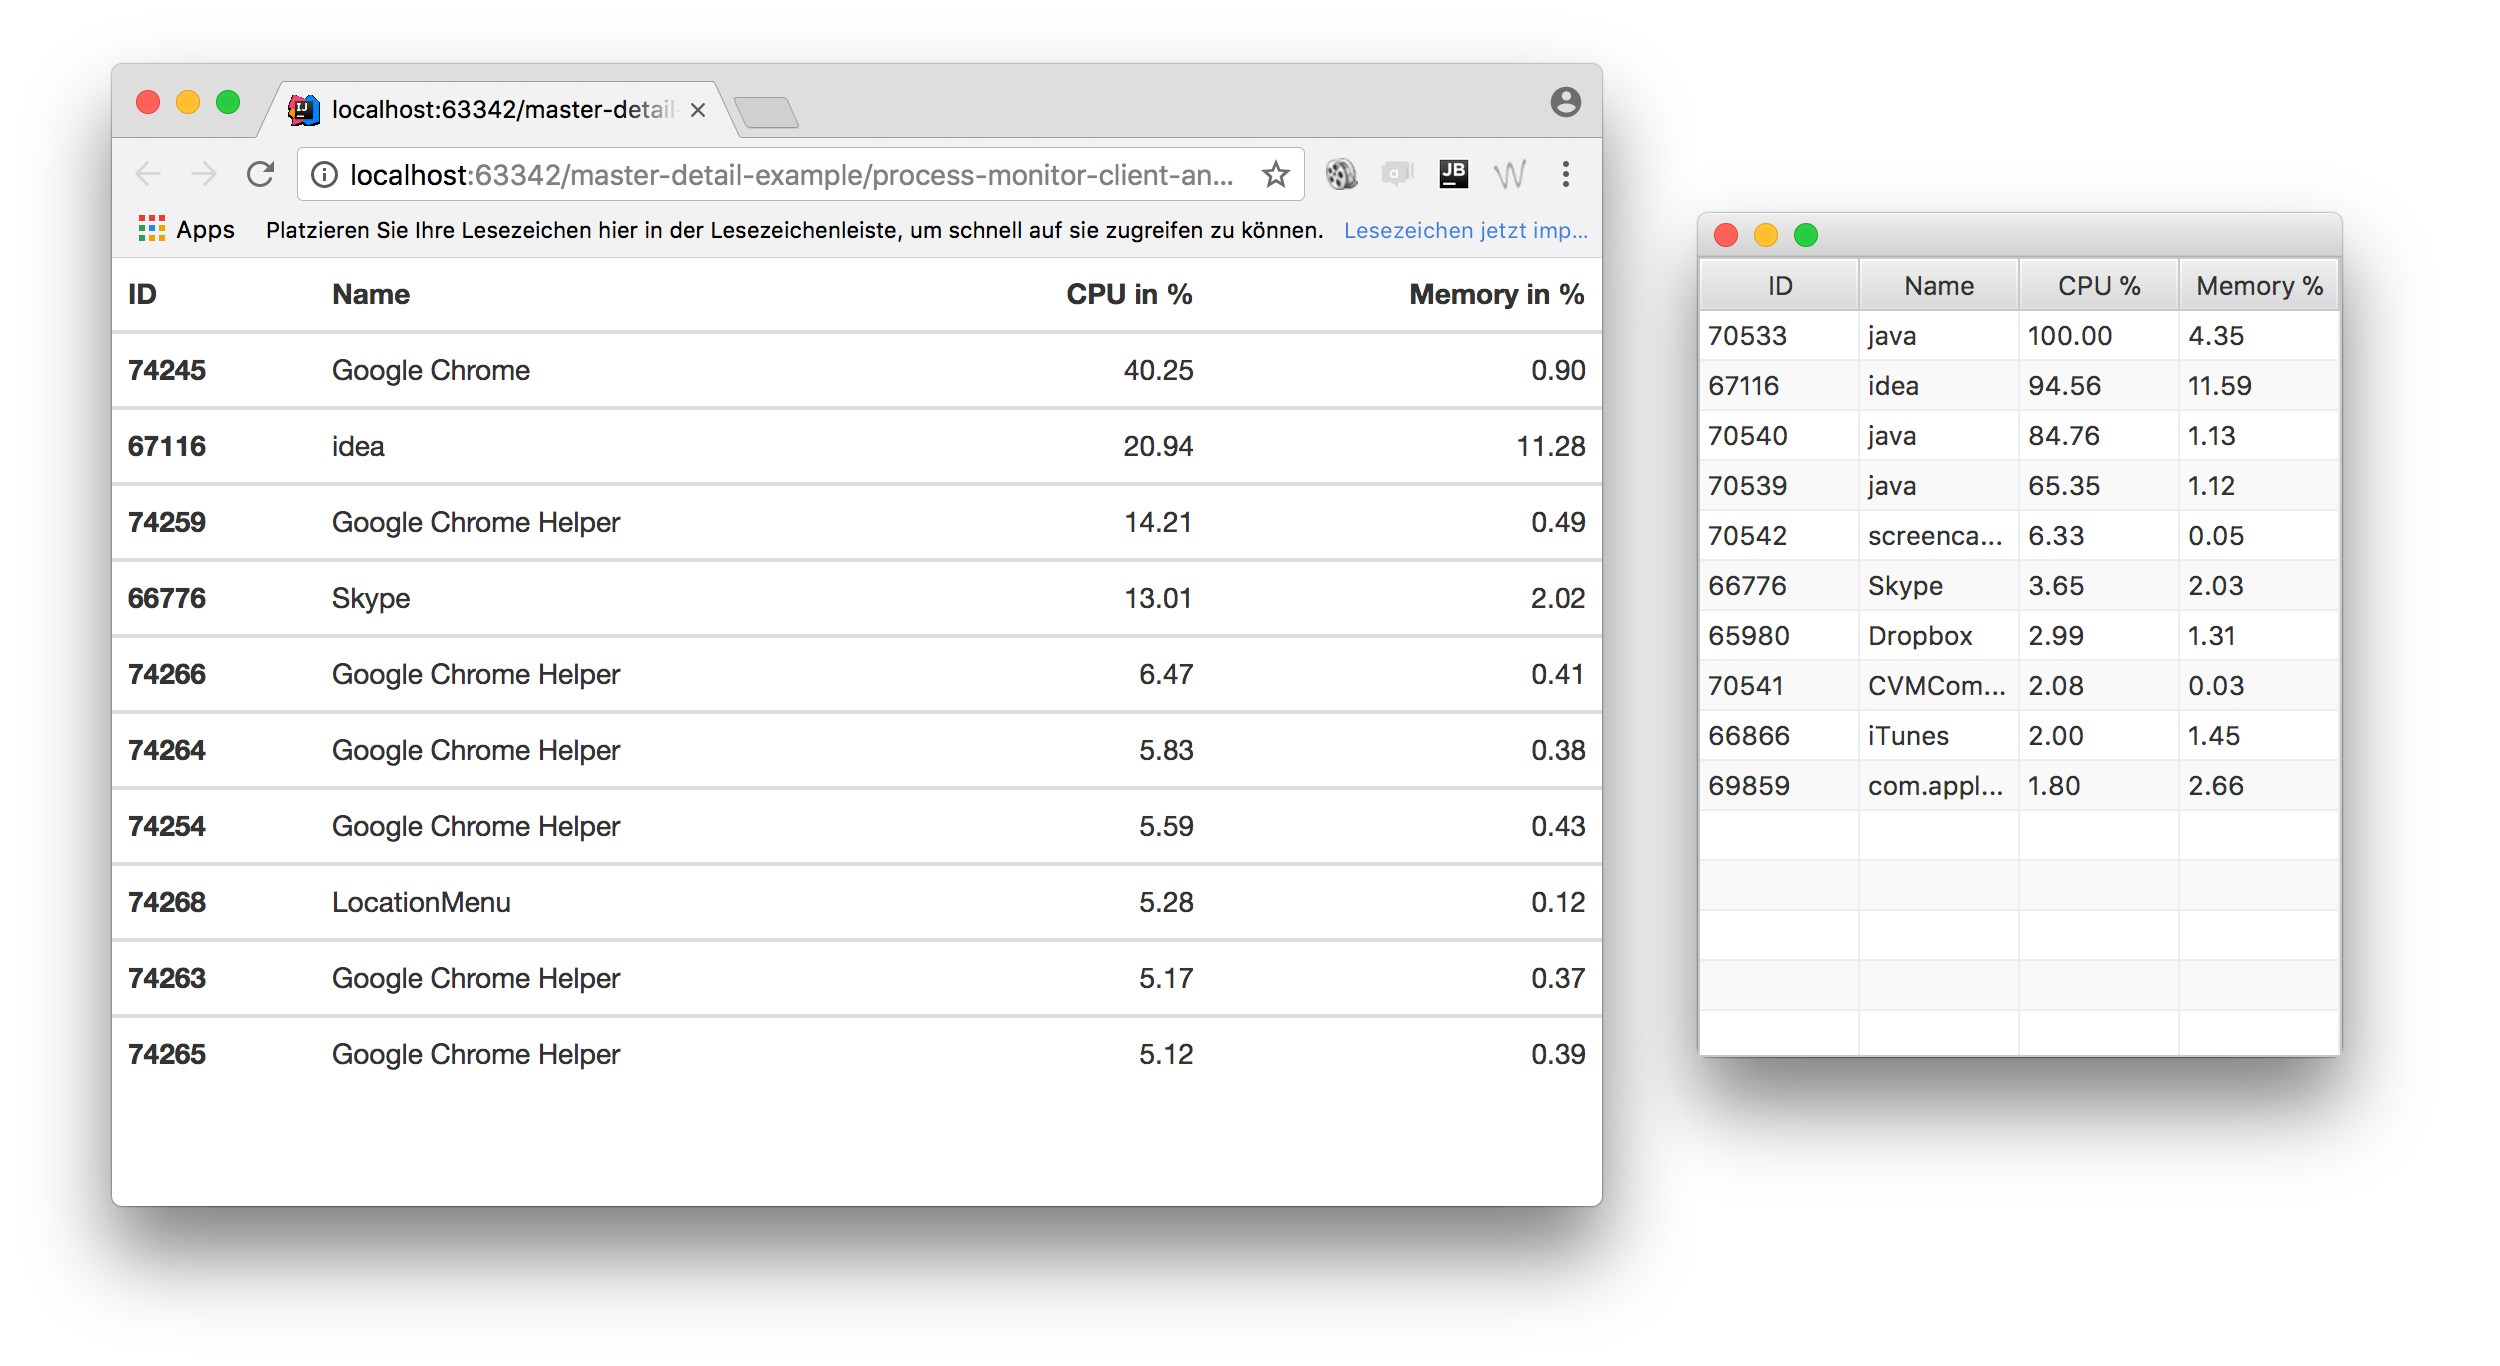 localhost:63342/master-detail
localhost:63342/master-detail-example/process-monitor-client-an...
JB
Apps Platzieren Sie Ihre Lesezeichen hier in der Lesezeichenleiste, um schnell auf sie zugreifen zu können. Lesezeichen jetzt imp...
ID Name CPU in % Memory in %
74245 Google Chrome 40.25 0.90
67116 idea 20.94 11.28
74259 Google Chrome Helper 14.21 0.49
66776 Skype 13.01 2.02
74266 Google Chrome Helper 6.47 0.41
74264 Google Chrome Helper 5.83 0.38
74254 Google Chrome Helper 5.59 0.43
74268 LocationMenu 5.28 0.12
74263 Google Chrome Helper 5.17 0.37
74265 Google Chrome Helper 5.12 0.39
ID Name CPU % Memory %
70533 java 100.00 4.35
67116 idea 94.56 11.59
70540 java 84.76 1.13
70539 java 65.35 1.12
70542 screenca... 6.33 0.05
66776 Skype 3.65 2.03
65980 Dropbox 2.99 1.31
70541 CVMCom... 2.08 0.03
66866 iTunes 2.00 1.45
69859 com.appl... 1.80 2.66